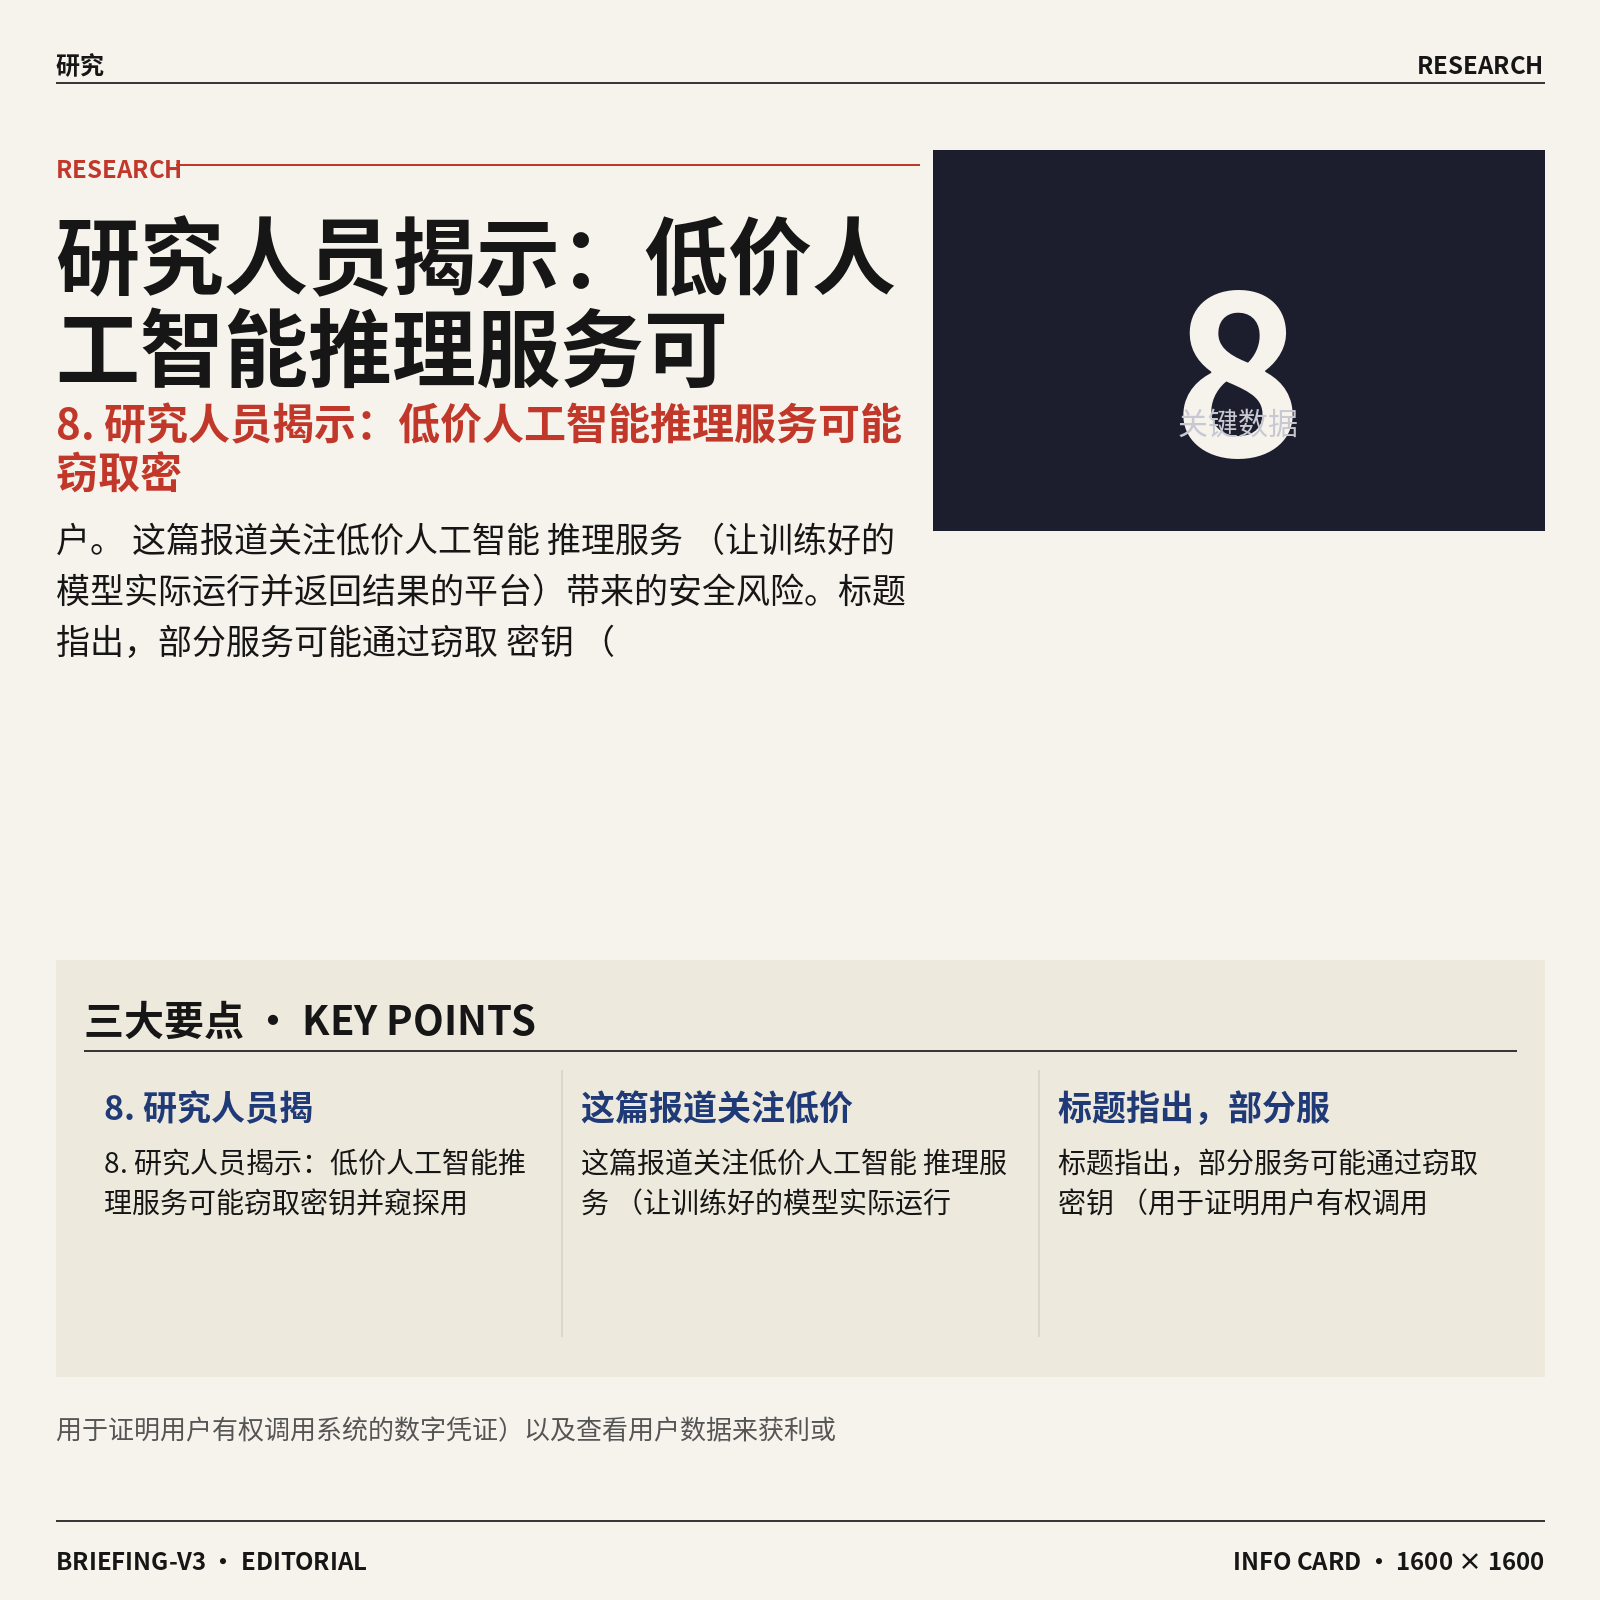 研究
RESEARCH
RESEARCH
研究人员揭示：低价人
工智能推理服务可
8. 研究人员揭示：低价人工智能推理服务可能
窃取密
户。 这篇报道关注低价人工智能 推理服务 （让训练好的
模型实际运行并返回结果的平台）带来的安全风险。标题
指出，部分服务可能通过窃取 密钥 （
8
关键数据
三大要点 • KEY POINTS
8. 研究人员揭
8. 研究人员揭示：低价人工智能推
理服务可能窃取密钥并窥探用
这篇报道关注低价
这篇报道关注低价人工智能 推理服
务 （让训练好的模型实际运行
标题指出，部分服
标题指出，部分服务可能通过窃取
密钥 （用于证明用户有权调用
用于证明用户有权调用系统的数字凭证）以及查看用户数据来获利或
BRIEFING-V3 • EDITORIAL
INFO CARD • 1600 × 1600